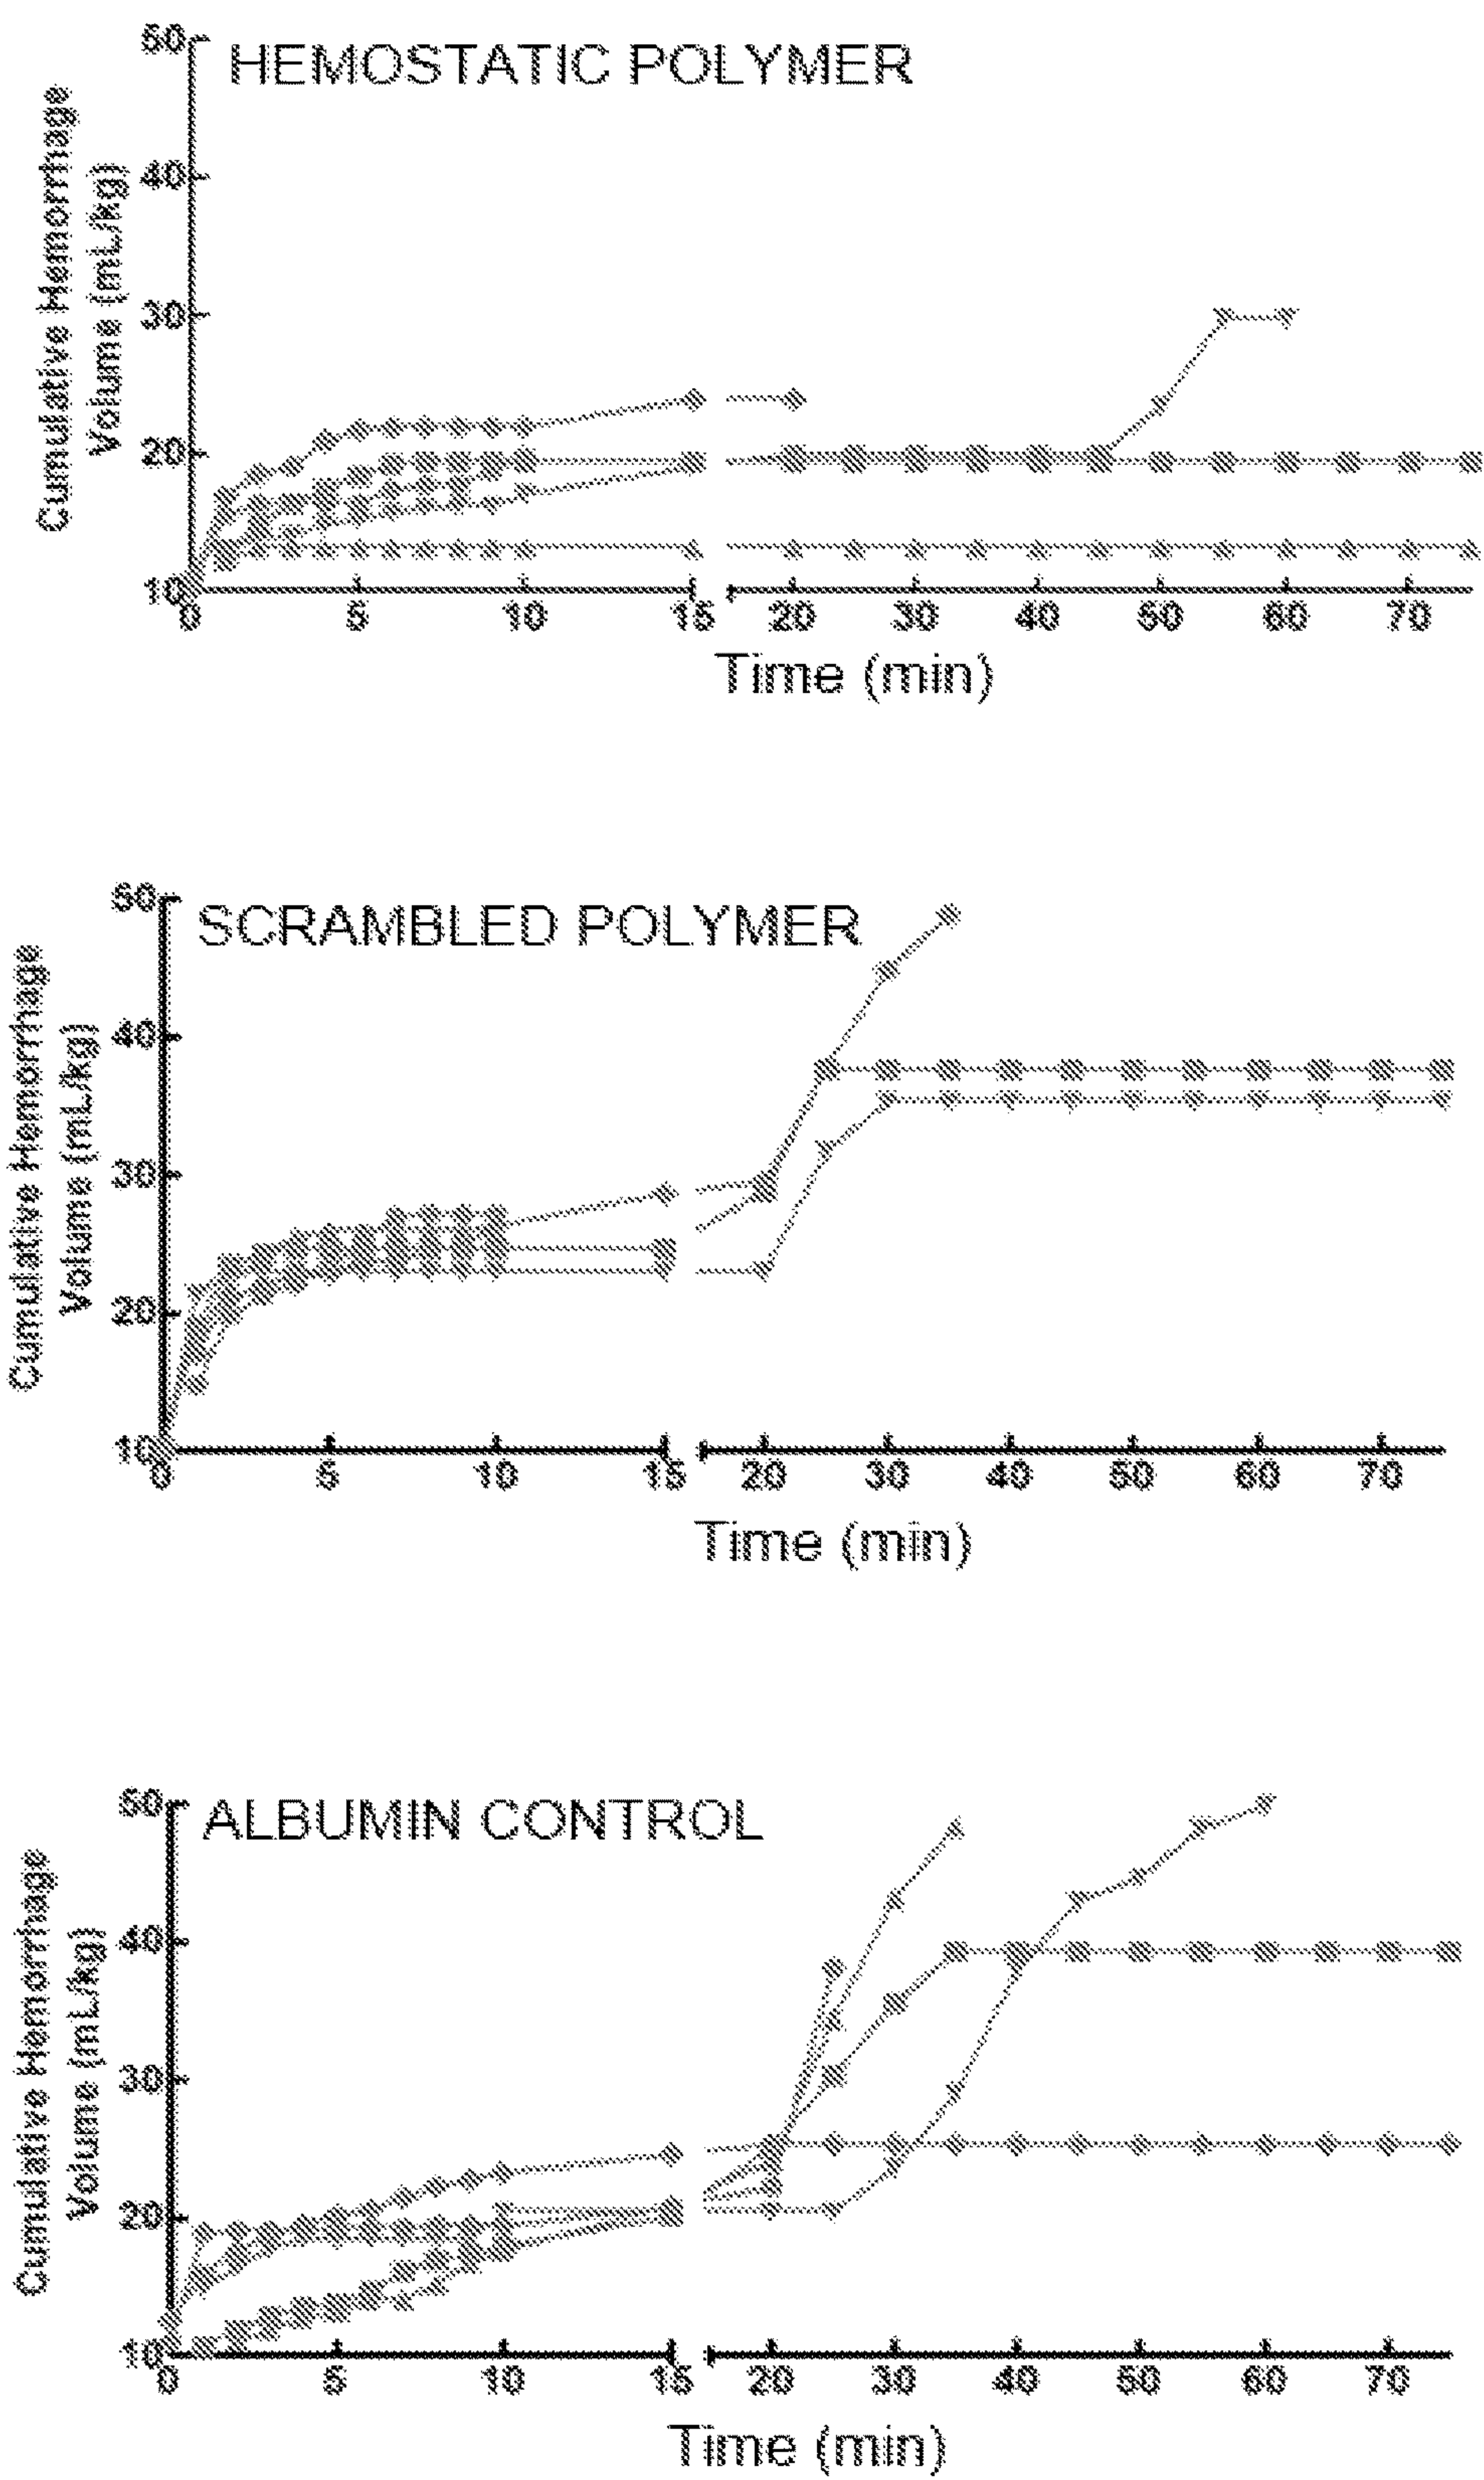 HEMOSTATIC POLYMER
Cumulative Hemorrhage
Volume (mL/kg)
50
40
30
20
10
0 5 10 15 20 30 40 50 60 70
Time (min)
SCRAMBLED POLYMER
Cumulative Hemorrhage
Volume (mL/kg)
50
40
30
20
10
0 5 10 15 20 30 40 50 60 70
Time (min)
ALBUMIN CONTROL
Cumulative Hemorrhage
Volume (mL/kg)
50
40
30
20
10
0 5 10 15 20 30 40 50 60 70
Time (min)